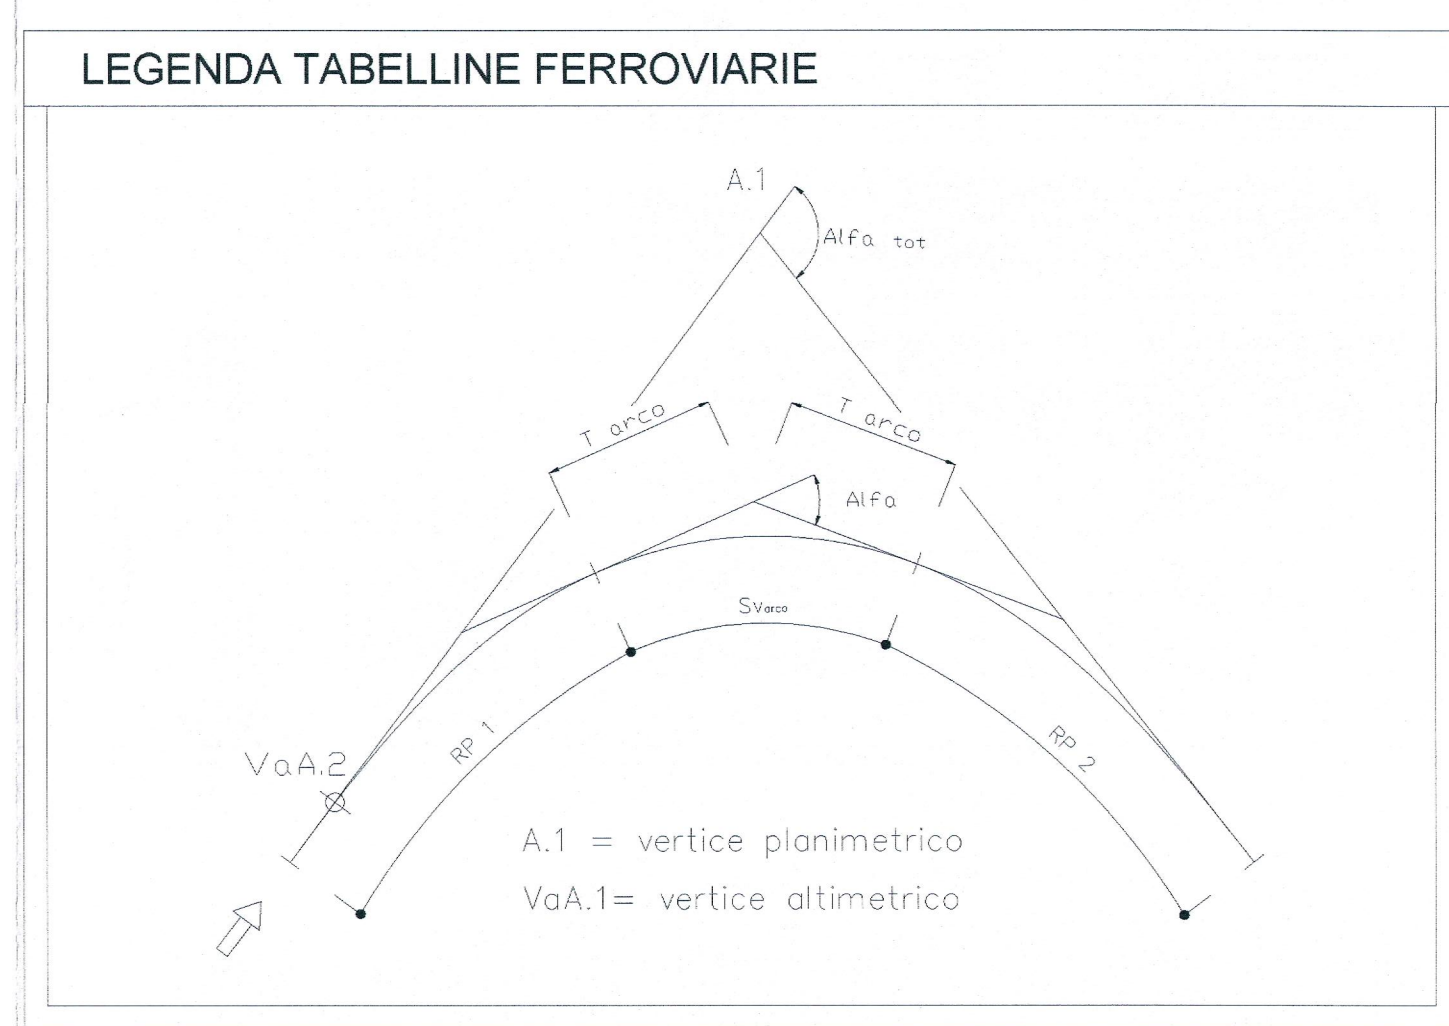 LEGENDA TABELLINE FERROVIARIE
A.1
Alfa tot
T arco
T arco
Alfa
Svarco
RP 1
RP 2
VaA.2
A.1 = vertice planimetrico
VaA.1= vertice altimetrico